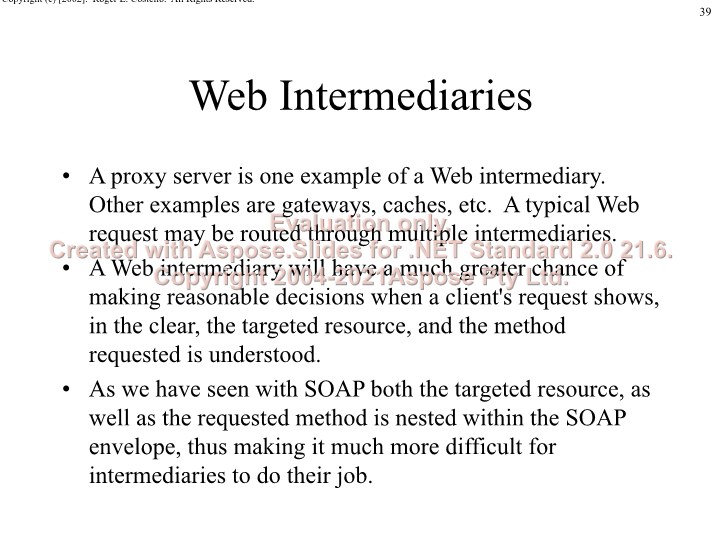 Copyright (c) [2002]. Roger L. Costello. All Rights Reserved.
39
Web Intermediaries
• A proxy server is one example of a Web intermediary.
Other examples are gateways, caches, etc. A typical Web
request may be routed through multiple intermediaries.
• A Web intermediary will have a much greater chance of
making reasonable decisions when a client's request shows,
in the clear, the targeted resource, and the method
requested is understood.
• As we have seen with SOAP both the targeted resource, as
well as the requested method is nested within the SOAP
envelope, thus making it much more difficult for
intermediaries to do their job.
Evaluation only.
Created with Aspose.Slides for .NET Standard 2.0 21.6.
Copyright 2004-2021Aspose Pty Ltd.